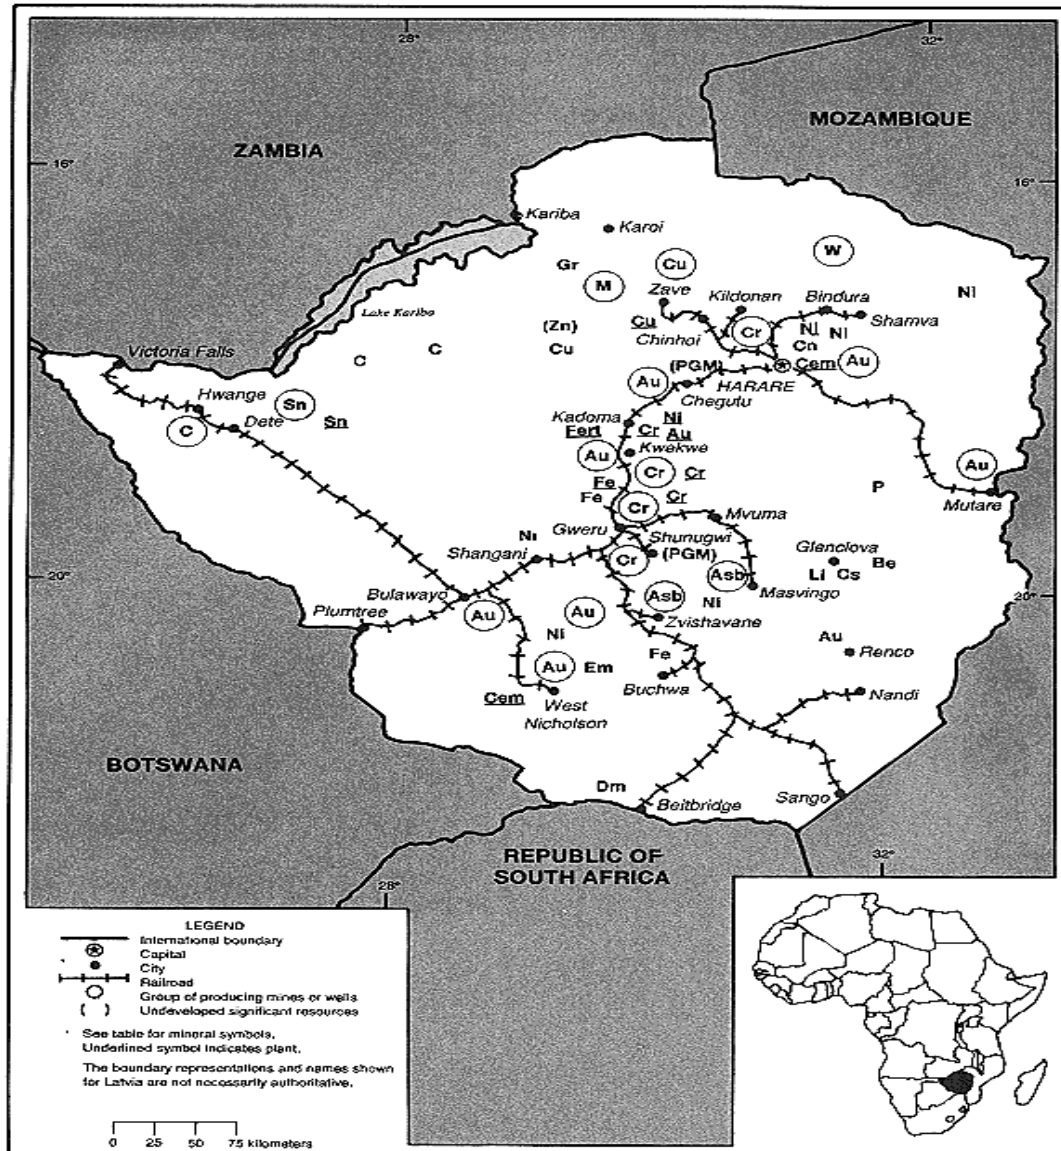 28°
32°
MOZAMBIQUE
ZAMBIA
16°
16°
Kariba
Karoi
W
Cu
Gr
M
Ni
Zave
Kildonan
Bindura
Lake Kariba
(Zn)
Cu
Chinhoi
Cr
Ni
Ni
Shamva
Cn
Victoria Falls
C
C
Cu
(PGM)
HARARE
Cem
Au
Au
Chegutu
Hwange
Sn
Dete
Sn
C
Kadoma
Ni
Fert
Cr
Au
Au
Kwekwe
Au
Cr
Cr
Fe
P
Fe
Cr
Cr
Mvuma
Mutare
Gweru
Shunugwi
Ni
Shangani
Cr
(PGM)
Glenclova
Be
Li
Cs
20°
Asb
Masvingo
20°
Bulawayo
Asb
Ni
Plumtree
Au
Au
Zvishavane
Ni
Au
Renco
Fe
Au
Em
Buchwa
Nandi
Cem
West
Nicholson
BOTSWANA
Dm
Sango
Beitbridge
REPUBLIC OF
SOUTH AFRICA
32°
28°
LEGEND
International boundary
Capital
City
Railroad
Group of producing mines or wells
Undeveloped significant resources
See table for mineral symbols.
Underlined symbol indicates plant.
The boundary representations and names shown
for Latvia are not necessarily authoritative.
0 25 50 75 kilometers